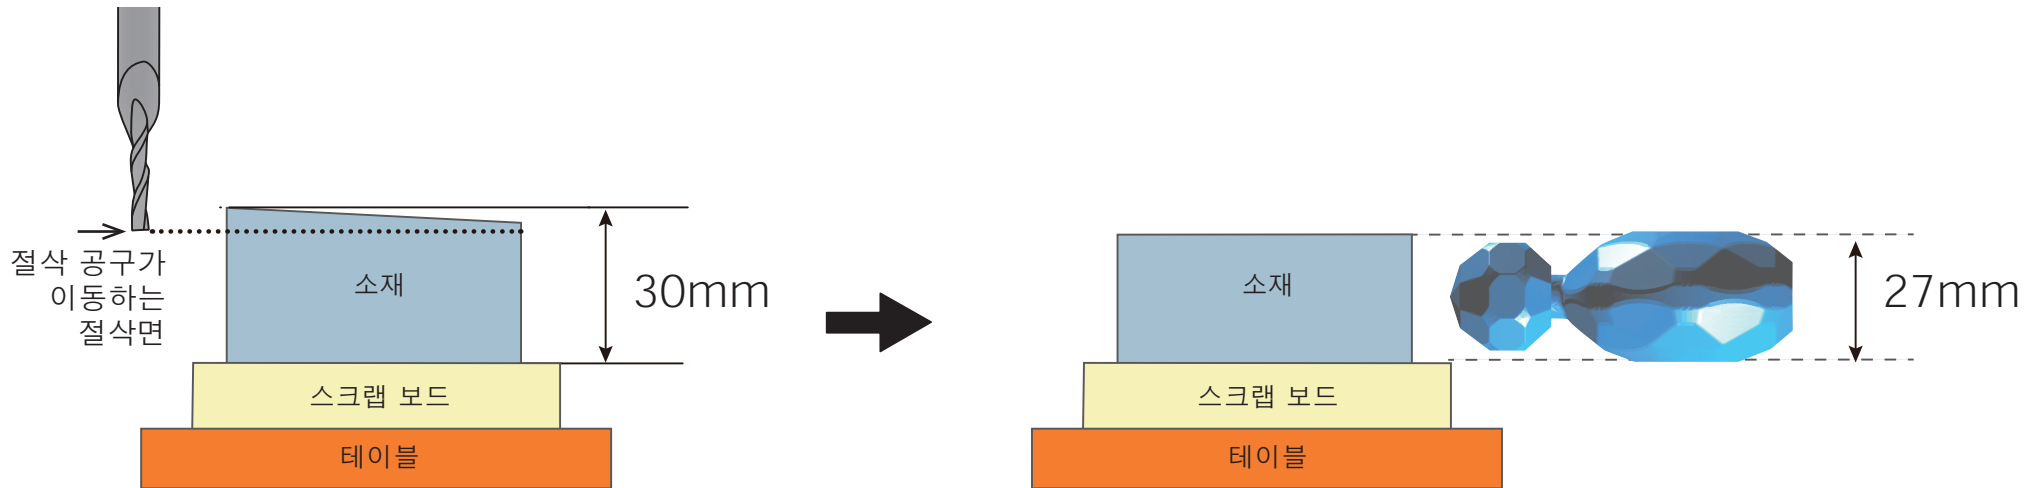 절삭 공구가
이동하는
절삭면
소재
30mm
스크랩 보드
테이블
소재
27mm
스크랩 보드
테이블